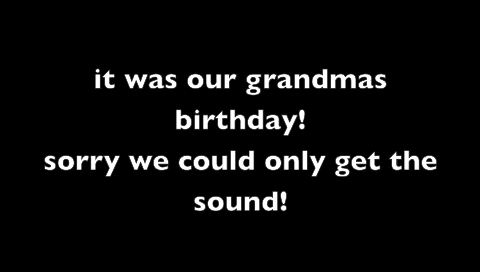 it was our grandmas
birthday!
sorry we could only get the
sound!